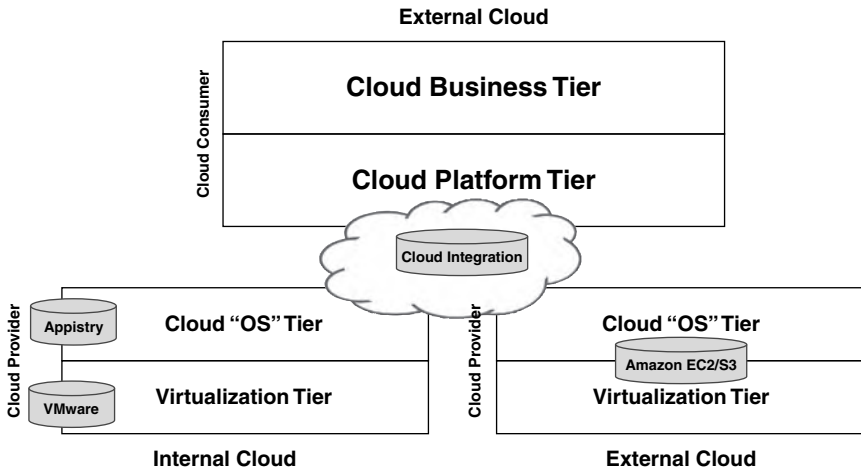 External Cloud
Cloud Consumer
Cloud Business Tier
Cloud Platform Tier
Cloud Integration
Cloud Provider
Appistry
Cloud “OS” Tier
VMware
Virtualization Tier
Internal Cloud
Cloud Provider
Cloud “OS” Tier
Amazon EC2/S3
Virtualization Tier
External Cloud